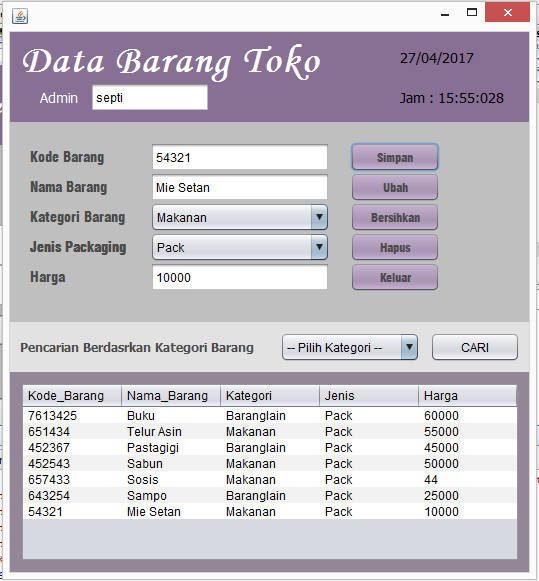 Data Barang Toko 27/04/2017
Admin septi Jam : 15:55:028
Kode Barang 54321 Simpan
Nama Barang Mie Setan Ubah
Kategori Barang Makanan Bersihkan
Jenis Packaging Pack Hapus
Harga 10000 Keluar
Pencarian Berdasrkan Kategori Barang -- Pilih Kategori -- CARI
Kode_Barang Nama_Barang Kategori Jenis Harga
7613425 Buku Baranglain Pack 60000
651434 Telur Asin Makanan Pack 55000
452367 Pastagigi Baranglain Pack 45000
452543 Sabun Makanan Pack 50000
657433 Sosis Makanan Pack 44
643254 Sampo Baranglain Pack 25000
54321 Mie Setan Makanan Pack 10000